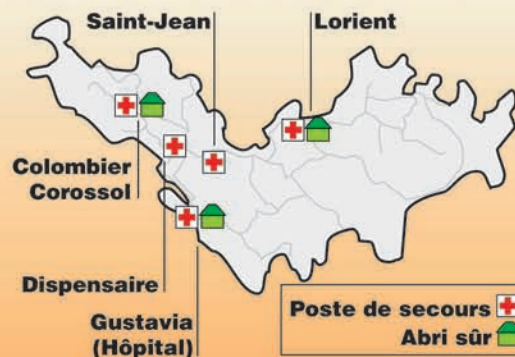 Saint-Jean
Lorient
Colombier
Corossol
Dispensaire
Gustavia
(Hôpital)
Poste de secours
Abri sûr